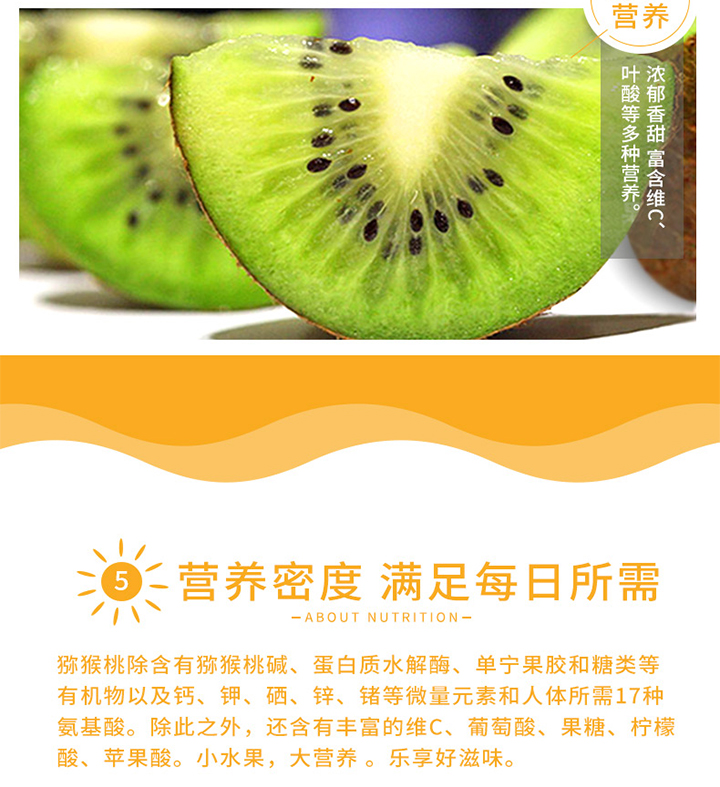 营养
浓郁香甜 富含维C、
叶酸等多种营养。
5
营养密度 满足每日所需
ABOUT NUTRITION
猕猴桃除含有猕猴桃碱、蛋白质水解酶、单宁果胶和糖类等
有机物以及钙、钾、硒、锌、锗等微量元素和人体所需17种
氨基酸。除此之外，还含有丰富的维C、葡萄酸、果糖、柠檬
酸、苹果酸。小水果，大营养 。乐享好滋味。